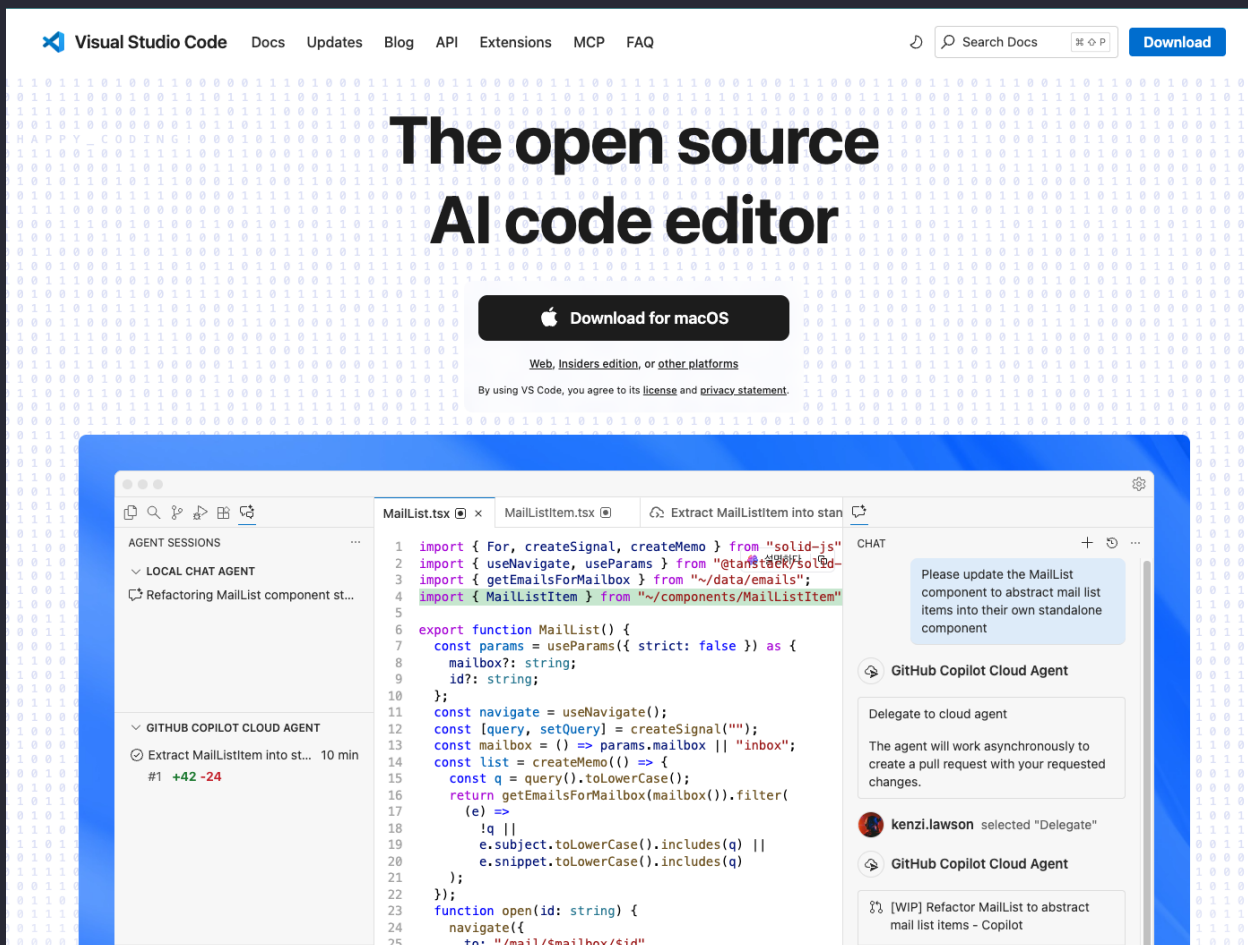 Visual Studio Code
Docs
Updates
Blog
API
Extensions
MCP
FAQ
Search Docs
⌘ ⇧ P
Download
HAPPY_CODING!
The open source
AI code editor
Download for macOS
Web, Insiders edition, or other platforms
By using VS Code, you agree to its license and privacy statement.
AGENT SESSIONS
LOCAL CHAT AGENT
Refactoring MailList component st...
GITHUB COPILOT CLOUD AGENT
Extract MailListItem into st... 10 min
#1 +42 -24
MailList.tsx
MailListItem.tsx
Extract MailListItem into stan
1 import { For, createSignal, createMemo } from "solid-js"
설명하다
2 import { useNavigate, useParams } from "@tanstack/solid-
3 import { getEmailsForMailbox } from "~/data/emails";
4 import { MailListItem } from "~/components/MailListItem"
5
6 export function MailList() {
7 const params = useParams({ strict: false }) as {
8 mailbox?: string;
9 id?: string;
10 };
11 const navigate = useNavigate();
12 const [query, setQuery] = createSignal("");
13 const mailbox = () => params.mailbox || "inbox";
14 const list = createMemo(() => {
15 const q = query().toLowerCase();
16 return getEmailsForMailbox(mailbox()).filter(
17 (e) =>
18 !q ||
19 e.subject.toLowerCase().includes(q) ||
20 e.snippet.toLowerCase().includes(q)
21 );
22 });
23 function open(id: string) {
24 navigate({
25 to: "/mail/$mailbox/$id"
CHAT
Please update the MailList
component to abstract mail list
items into their own standalone
component
GitHub Copilot Cloud Agent
Delegate to cloud agent
The agent will work asynchronously to
create a pull request with your requested
changes.
kenzi.lawson selected "Delegate"
GitHub Copilot Cloud Agent
[WIP] Refactor MailList to abstract
mail list items - Copilot